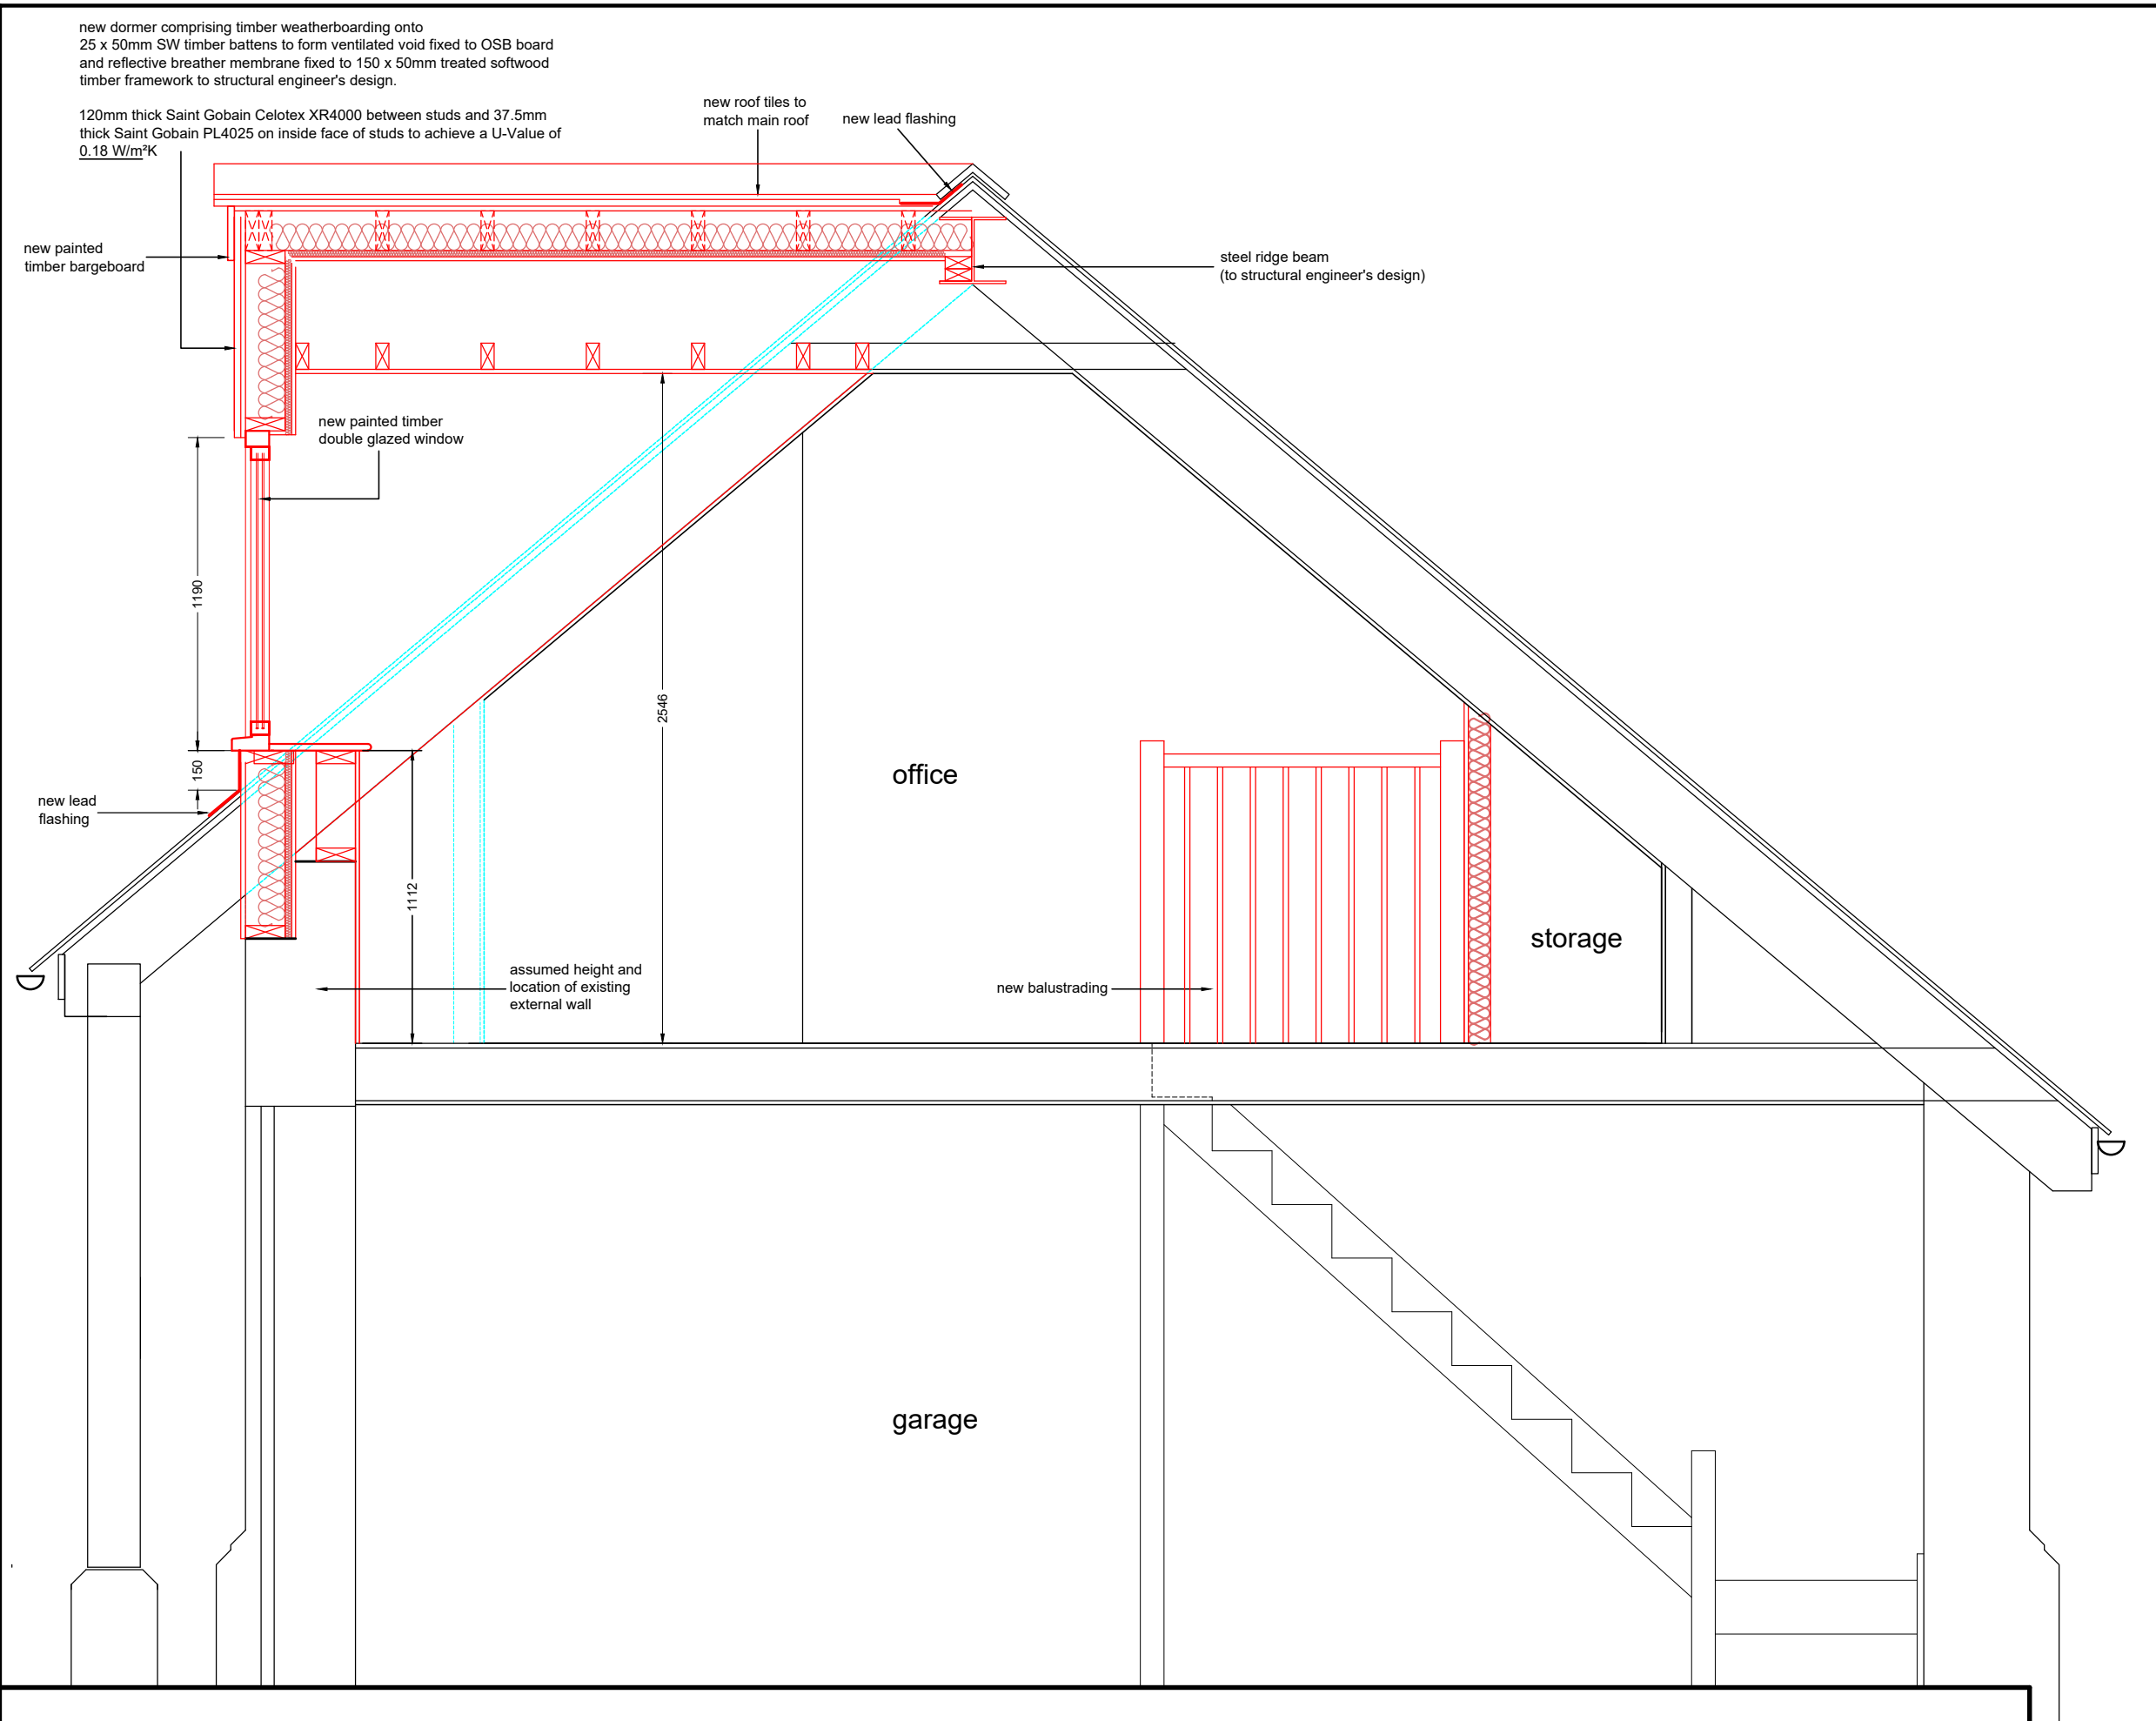 new dormer comprising timber weatherboarding onto
25 x 50mm SW timber battens to form ventilated void fixed to OSB board
and reflective breather membrane fixed to 150 x 50mm treated softwood
timber framework to structural engineer's design.
120mm thick Saint Gobain Celotex XR4000 between studs and 37.5mm
thick Saint Gobain PL4025 on inside face of studs to achieve a U-Value of
0.18 W/m²K
new roof tiles to
match main roof
new lead flashing
new painted
timber bargeboard
steel ridge beam
(to structural engineer's design)
new painted timber
double glazed window
1190
2546
150
new lead
flashing
office
1112
storage
assumed height and
location of existing
external wall
new balustrading
garage